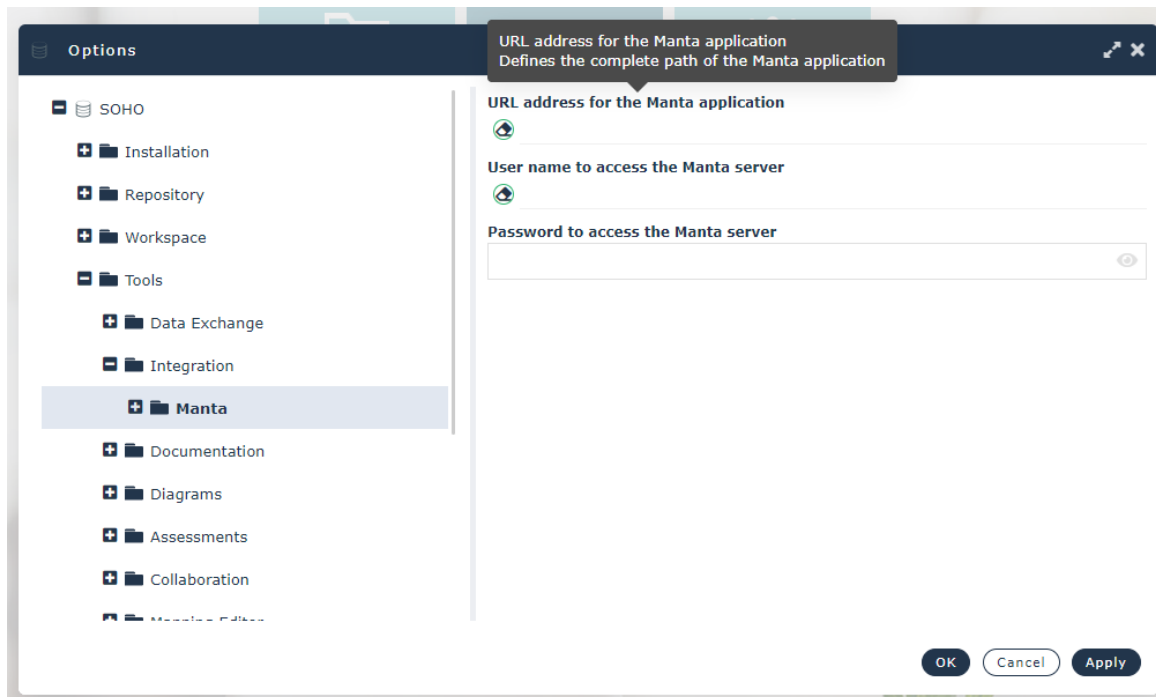 Options
URL address for the Manta application
Defines the complete path of the Manta application
SOHO
Installation
Repository
Workspace
Tools
Data Exchange
Integration
Manta
Documentation
Diagrams
Assessments
Collaboration
Mapping Editor
URL address for the Manta application
User name to access the Manta server
Password to access the Manta server
OK
Cancel
Apply